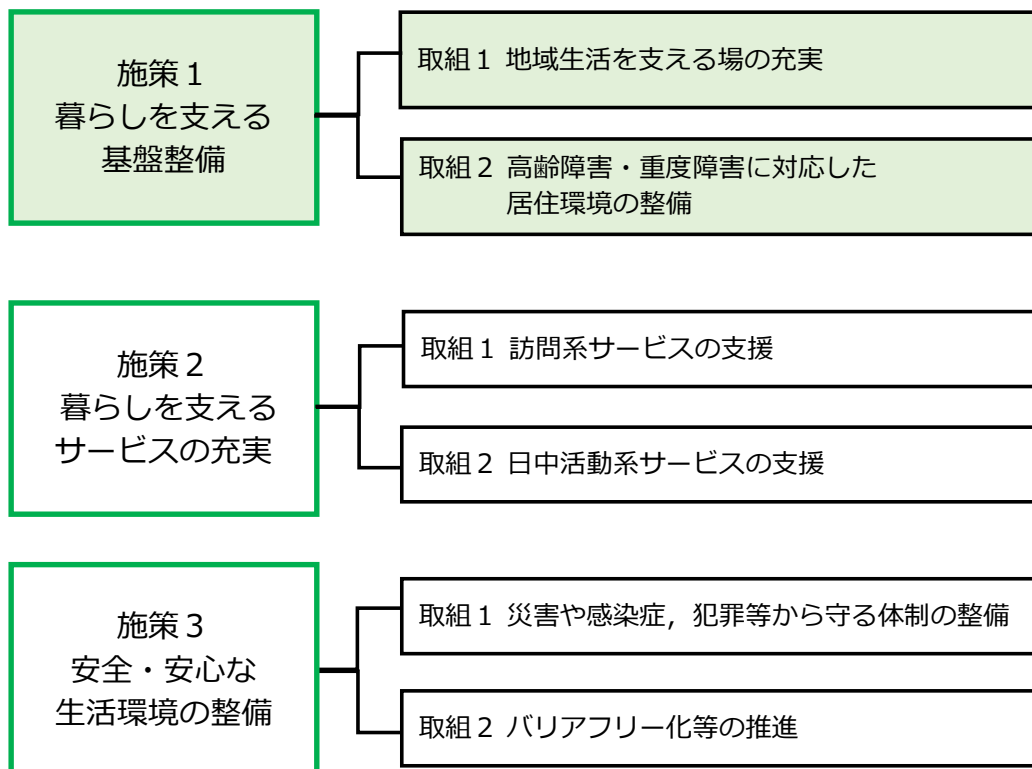 施策１
暮らしを支える
基盤整備
取組１ 地域生活を支える場の充実
取組２ 高齢障害・重度障害に対応した
居住環境の整備
施策２
暮らしを支える
サービスの充実
取組１ 訪問系サービスの支援
取組２ 日中活動系サービスの支援
施策３
安全・安心な
生活環境の整備
取組１ 災害や感染症，犯罪等から守る体制の整備
取組２ バリアフリー化等の推進